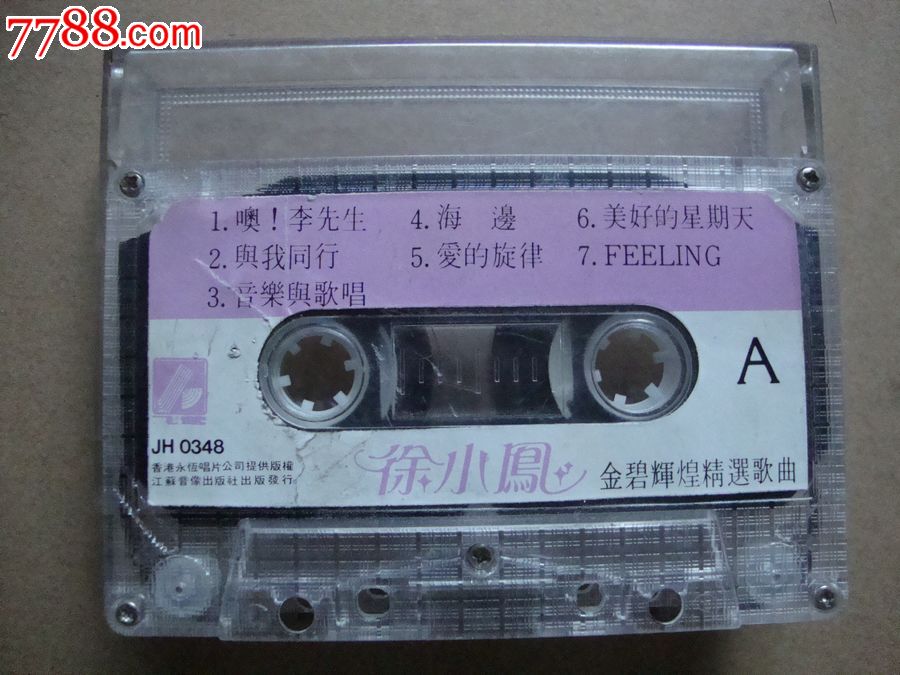 7788.com
1. 噢！李先生 4. 海 邊 6. 美好的星期天
2. 與我同行 5. 愛的旋律 7. FEELING
3. 音樂與歌唱
A
JH 0348
香港永恆唱片公司提供版權
江蘇音像出版社出版發行
徐小鳳
金碧輝煌精選歌曲